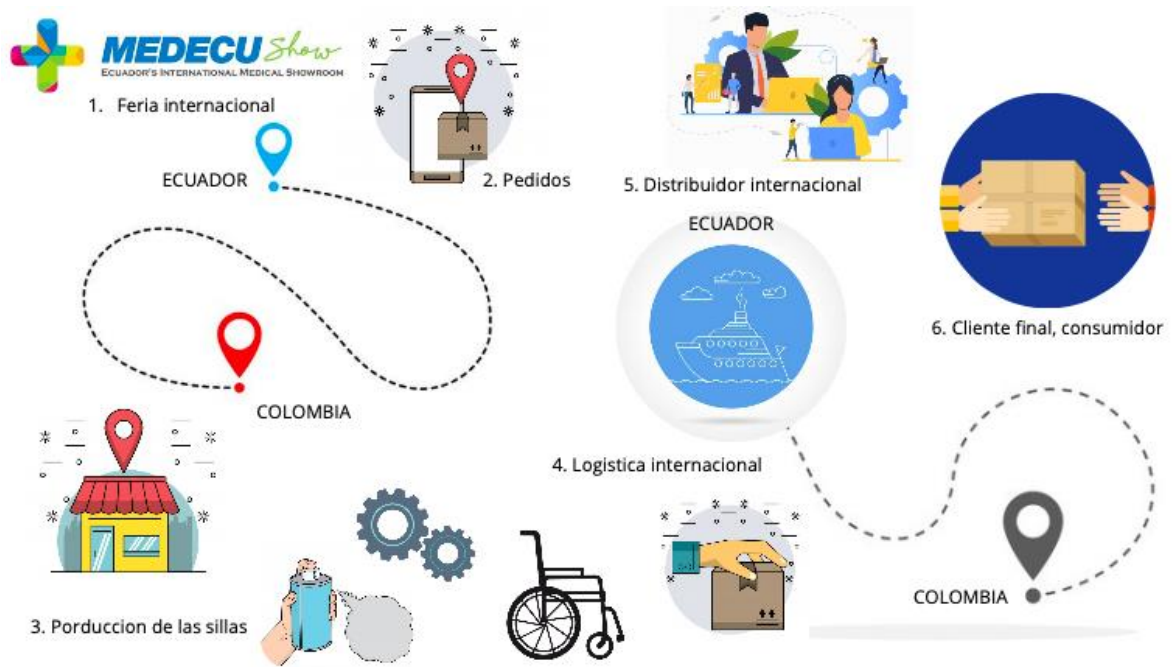 MEDECU Show
ECUADOR'S INTERNATIONAL MEDICAL SHOWROOM
1. Feria internacional
ECUADOR
2. Pedidos
COLOMBIA
3. Porduccion de las sillas
4. Logistica internacional
5. Distribuidor internacional
ECUADOR
6. Cliente final, consumidor
COLOMBIA